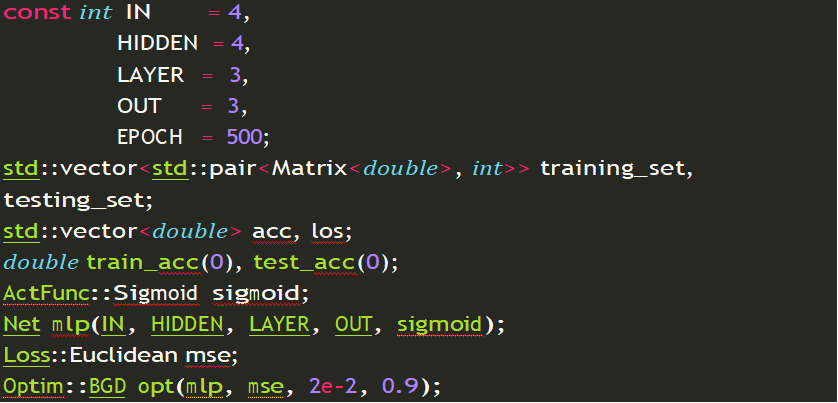 const int IN = 4,
HIDDEN = 4,
LAYER = 3,
OUT = 3,
EPOCH = 500;
std::vector<std::pair<Matrix<double>, int>> training_set,
testing_set;
std::vector<double> acc, los;
double train_acc(0), test_acc(0);
ActFunc::Sigmoid sigmoid;
Net mlp(IN, HIDDEN, LAYER, OUT, sigmoid);
Loss::Euclidean mse;
Optim::BGD opt(mlp, mse, 2e-2, 0.9);